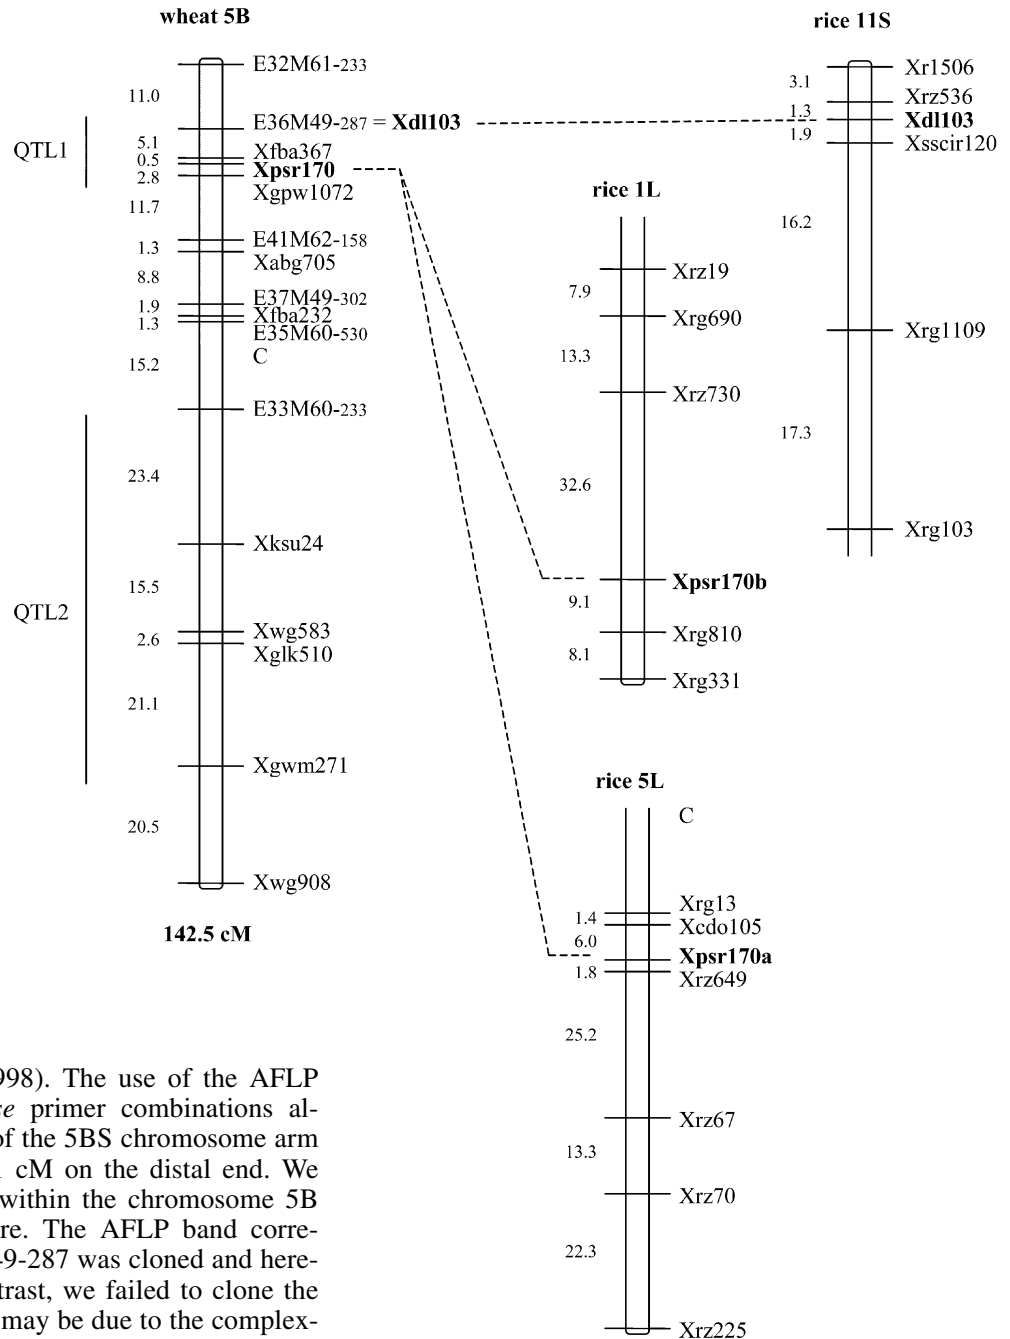 wheat 5B
E32M61-233
11.0
E36M49-287 = Xdl103
5.1
Xfba367
0.5
Xpsr170
2.8
Xgpw1072
11.7
E41M62-158
1.3
Xabg705
8.8
E37M49-302
1.9
Xfba232
1.3
E35M60-530
C
15.2
E33M60-233
23.4
Xksu24
15.5
Xwg583
2.6
Xglk510
21.1
Xgwm271
20.5
Xwg908
142.5 cM
QTL1
QTL2
rice 11S
Xr1506
3.1
Xrz536
1.3
Xdl103
1.9
Xsscir120
16.2
Xrg1109
17.3
Xrg103
rice 1L
Xrz19
7.9
Xrg690
13.3
Xrz730
32.6
Xpsr170b
9.1
Xrg810
8.1
Xrg331
rice 5L
C
Xrg13
1.4
Xcdo105
6.0
Xpsr170a
1.8
Xrz649
25.2
Xrz67
13.3
Xrz70
22.3
Xrz225
998). The use of the AFLP
se primer combinations al-
of the 5BS chromosome arm
cM on the distal end. We
within the chromosome 5B
re. The AFLP band corre-
49-287 was cloned and here-
trast, we failed to clone the
may be due to the complex-